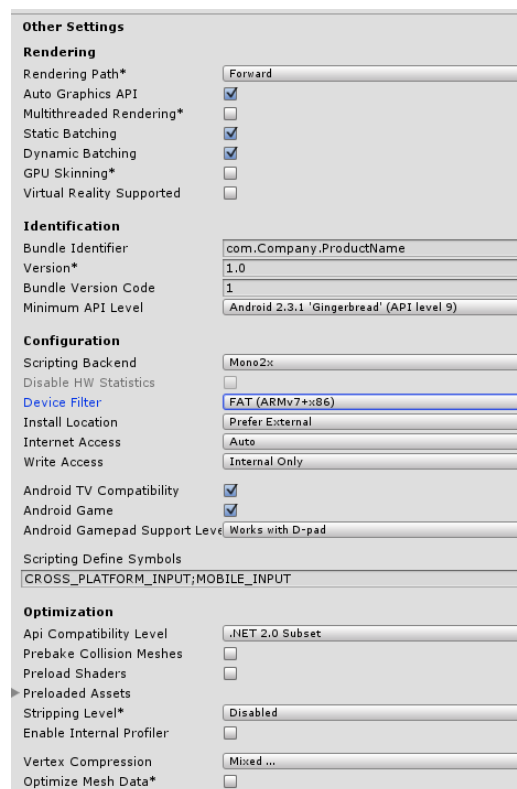 Other Settings
Rendering
Rendering Path* Forward
Auto Graphics API
Multithreaded Rendering*
Static Batching
Dynamic Batching
GPU Skinning*
Virtual Reality Supported
Identification
Bundle Identifier com.Company.ProductName
Version* 1.0
Bundle Version Code 1
Minimum API Level Android 2.3.1 'Gingerbread' (API level 9)
Configuration
Scripting Backend Mono2x
Disable HW Statistics
Device Filter FAT (ARMv7+x86)
Install Location Prefer External
Internet Access Auto
Write Access Internal Only
Android TV Compatibility
Android Game
Android Gamepad Support Leve Works with D-pad
Scripting Define Symbols
CROSS_PLATFORM_INPUT;MOBILE_INPUT
Optimization
Api Compatibility Level .NET 2.0 Subset
Prebake Collision Meshes
Preload Shaders
Preloaded Assets
Stripping Level* Disabled
Enable Internal Profiler
Vertex Compression Mixed ...
Optimize Mesh Data*